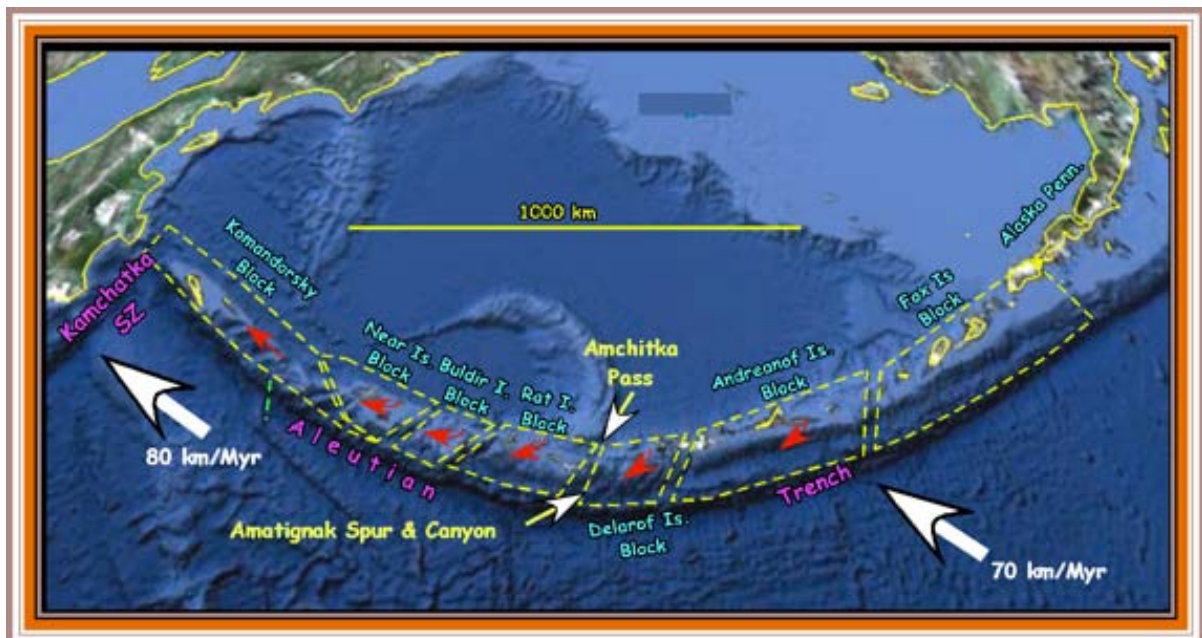 1000 km
Alaska Penn.
Komandorsky
Block
Fox Is
Block
Kamchatka
SZ
Near Is.
Block
Buldir I.
Block
Rat I.
Block
Amchitka
Pass
Andreanof Is.
Block
80 km/Myr
Aleutian
Trench
Amatignak Spur & Canyon
Delarof Is.
Block
70 km/Myr